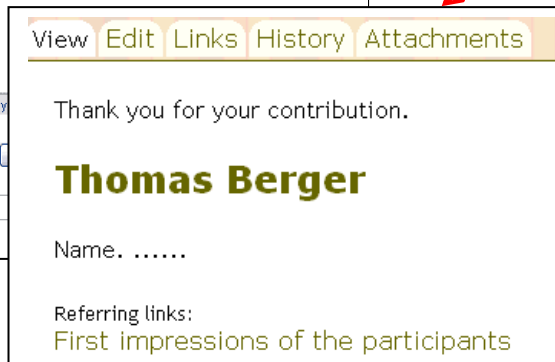 View Edit Links History Attachments
Thank you for your contribution.
Thomas Berger
Name. ......
Referring links:
First impressions of the participants